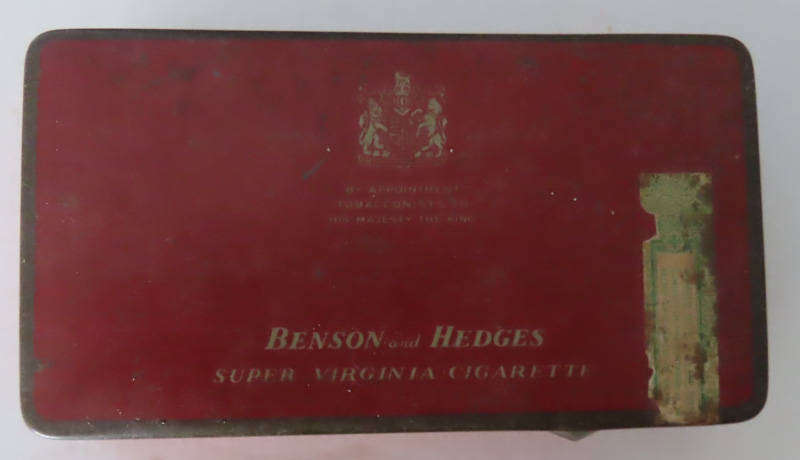 BY APPOINTMENT
TOBACCONISTS TO
HIS MAJESTY THE KING
BENSON and HEDGES
SUPER VIRGINIA CIGARETTE